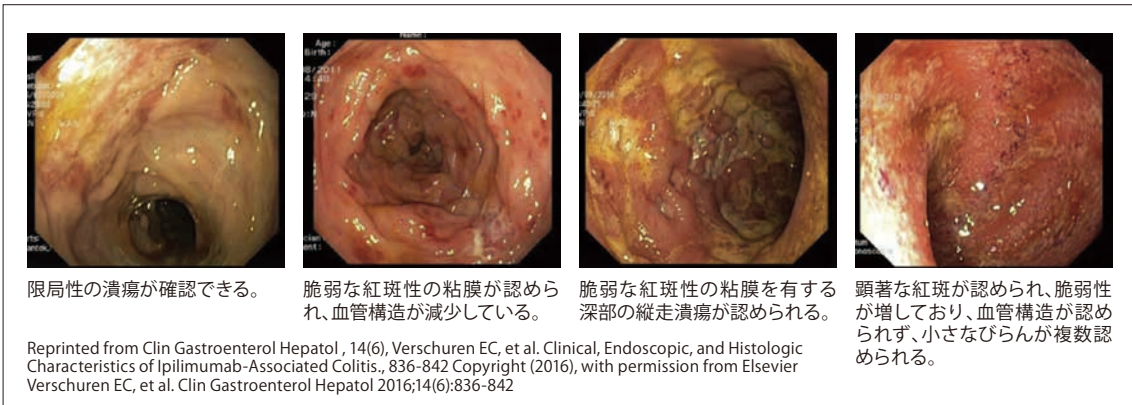 Name:
Age:
Birth:
限局性の潰瘍が確認できる。
脆弱な紅斑性の粘膜が認めら
れ、血管構造が減少している。
脆弱な紅斑性の粘膜を有する
深部の縦走潰瘍が認められる。
顕著な紅斑が認められ、脆弱性
が増しており、血管構造が認め
られず、小さなびらんが複数認
められる。
Reprinted from Clin Gastroenterol Hepatol , 14(6), Verschuren EC, et al. Clinical, Endoscopic, and Histologic
Characteristics of Ipilimumab-Associated Colitis., 836-842 Copyright (2016), with permission from Elsevier
Verschuren EC, et al. Clin Gastroenterol Hepatol 2016;14(6):836-842